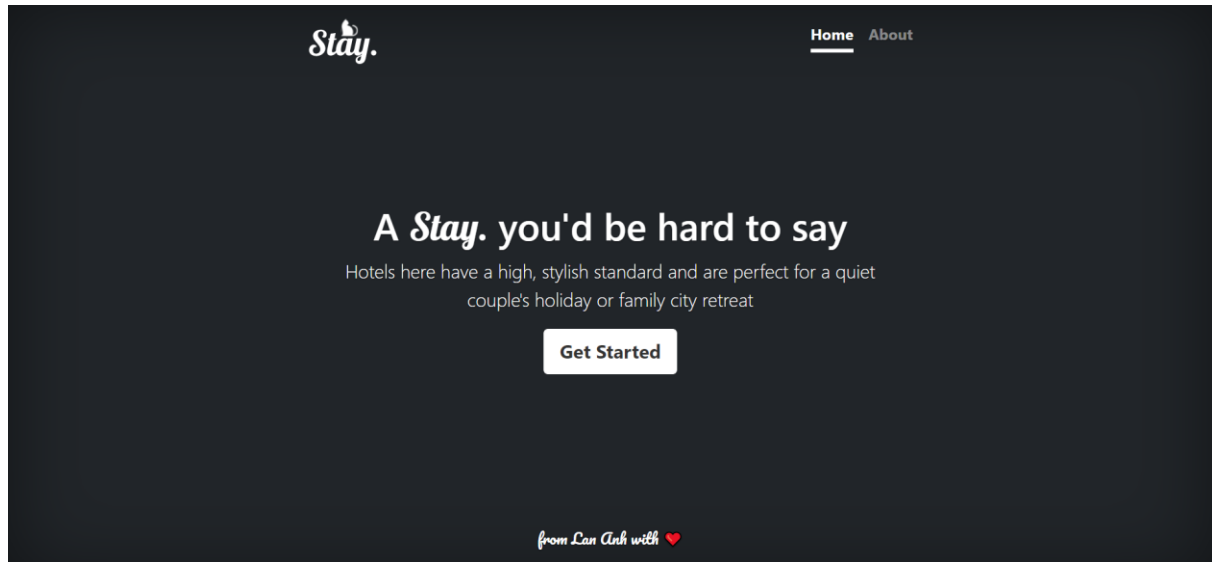 Stay.
Home About
A Stay. you'd be hard to say
Hotels here have a high, stylish standard and are perfect for a quiet
couple's holiday or family city retreat
Get Started
from Lan Anh with ❤